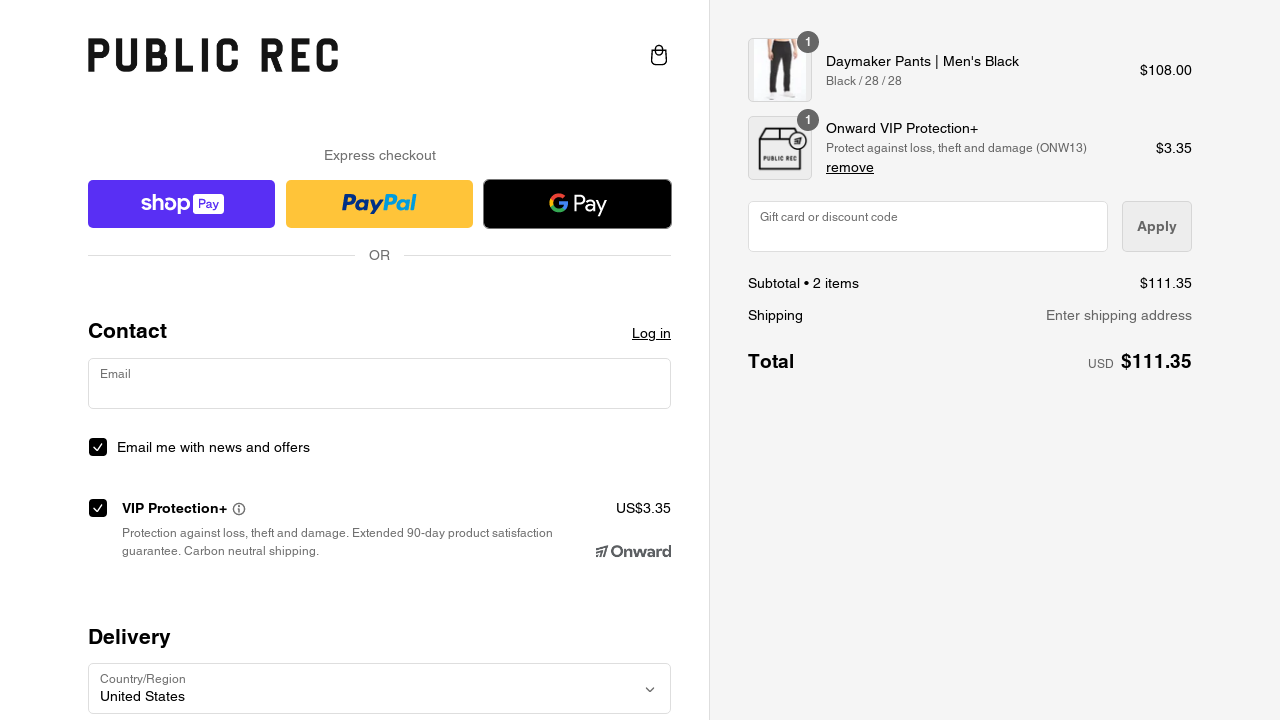 PUBLIC REC
Express checkout
shop Pay
PayPal
G Pay
OR
Contact
Log in
Email
Email me with news and offers
VIP Protection+
US$3.35
Protection against loss, theft and damage. Extended 90-day product satisfaction
guarantee. Carbon neutral shipping.
Onward
Delivery
Country/Region
United States
1
Daymaker Pants | Men's Black
Black / 28 / 28
$108.00
1
PUBLIC REC
Onward VIP Protection+
Protect against loss, theft and damage (ONW13)
remove
$3.35
Gift card or discount code
Apply
Subtotal • 2 items
$111.35
Shipping
Enter shipping address
Total
USD $111.35